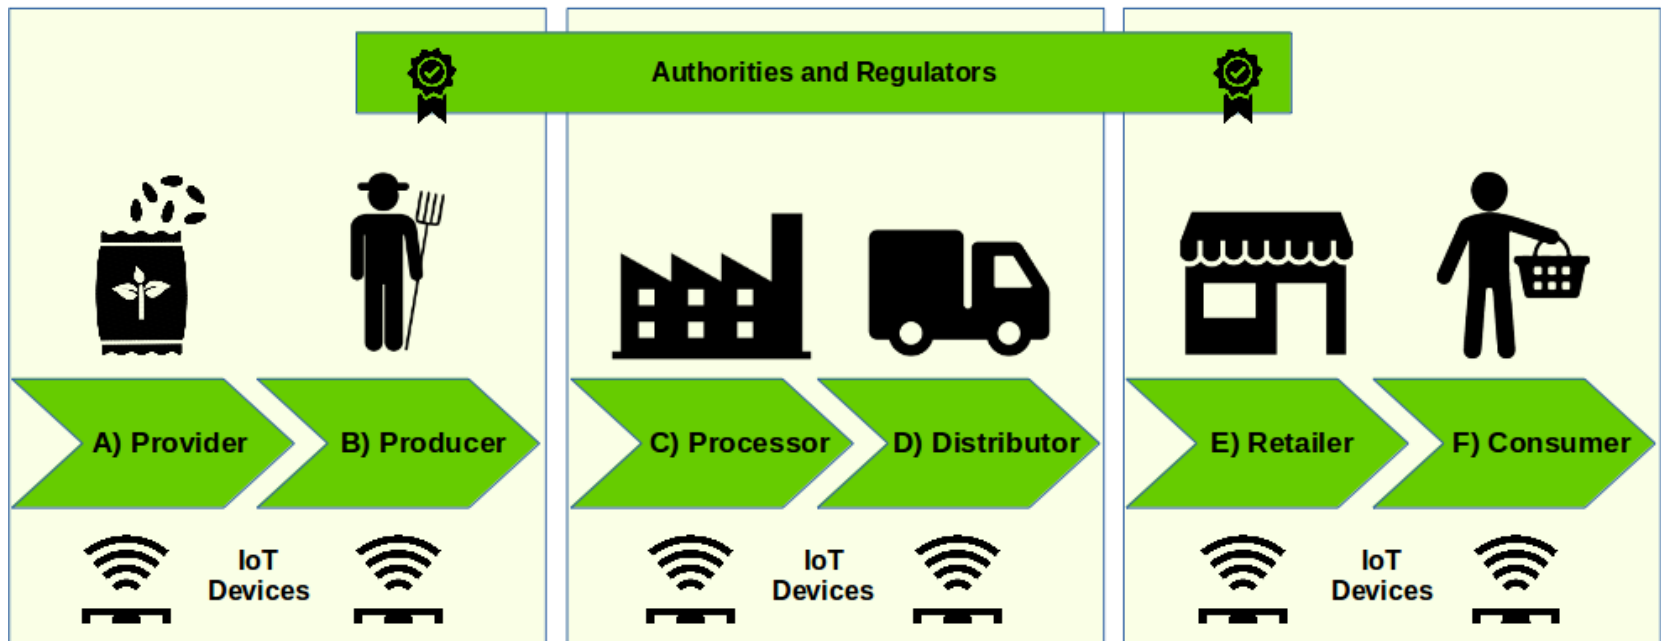 Authorities and Regulators
A) Provider
B) Producer
C) Processor
D) Distributor
E) Retailer
F) Consumer
IoT
Devices
IoT
Devices
IoT
Devices